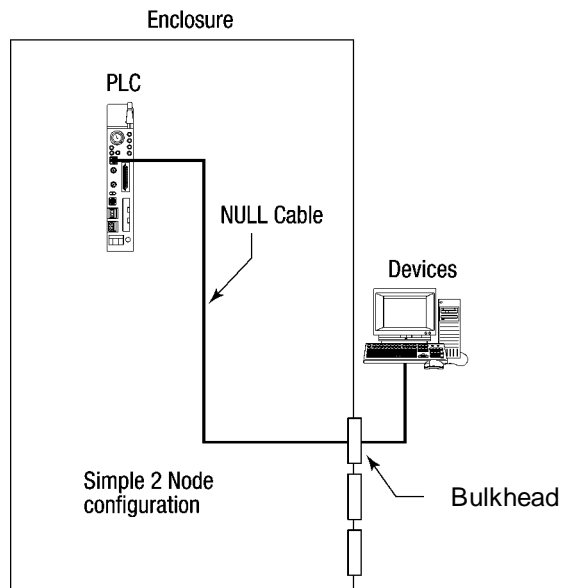 Enclosure
PLC
NULL Cable
Devices
Simple 2 Node
configuration
Bulkhead